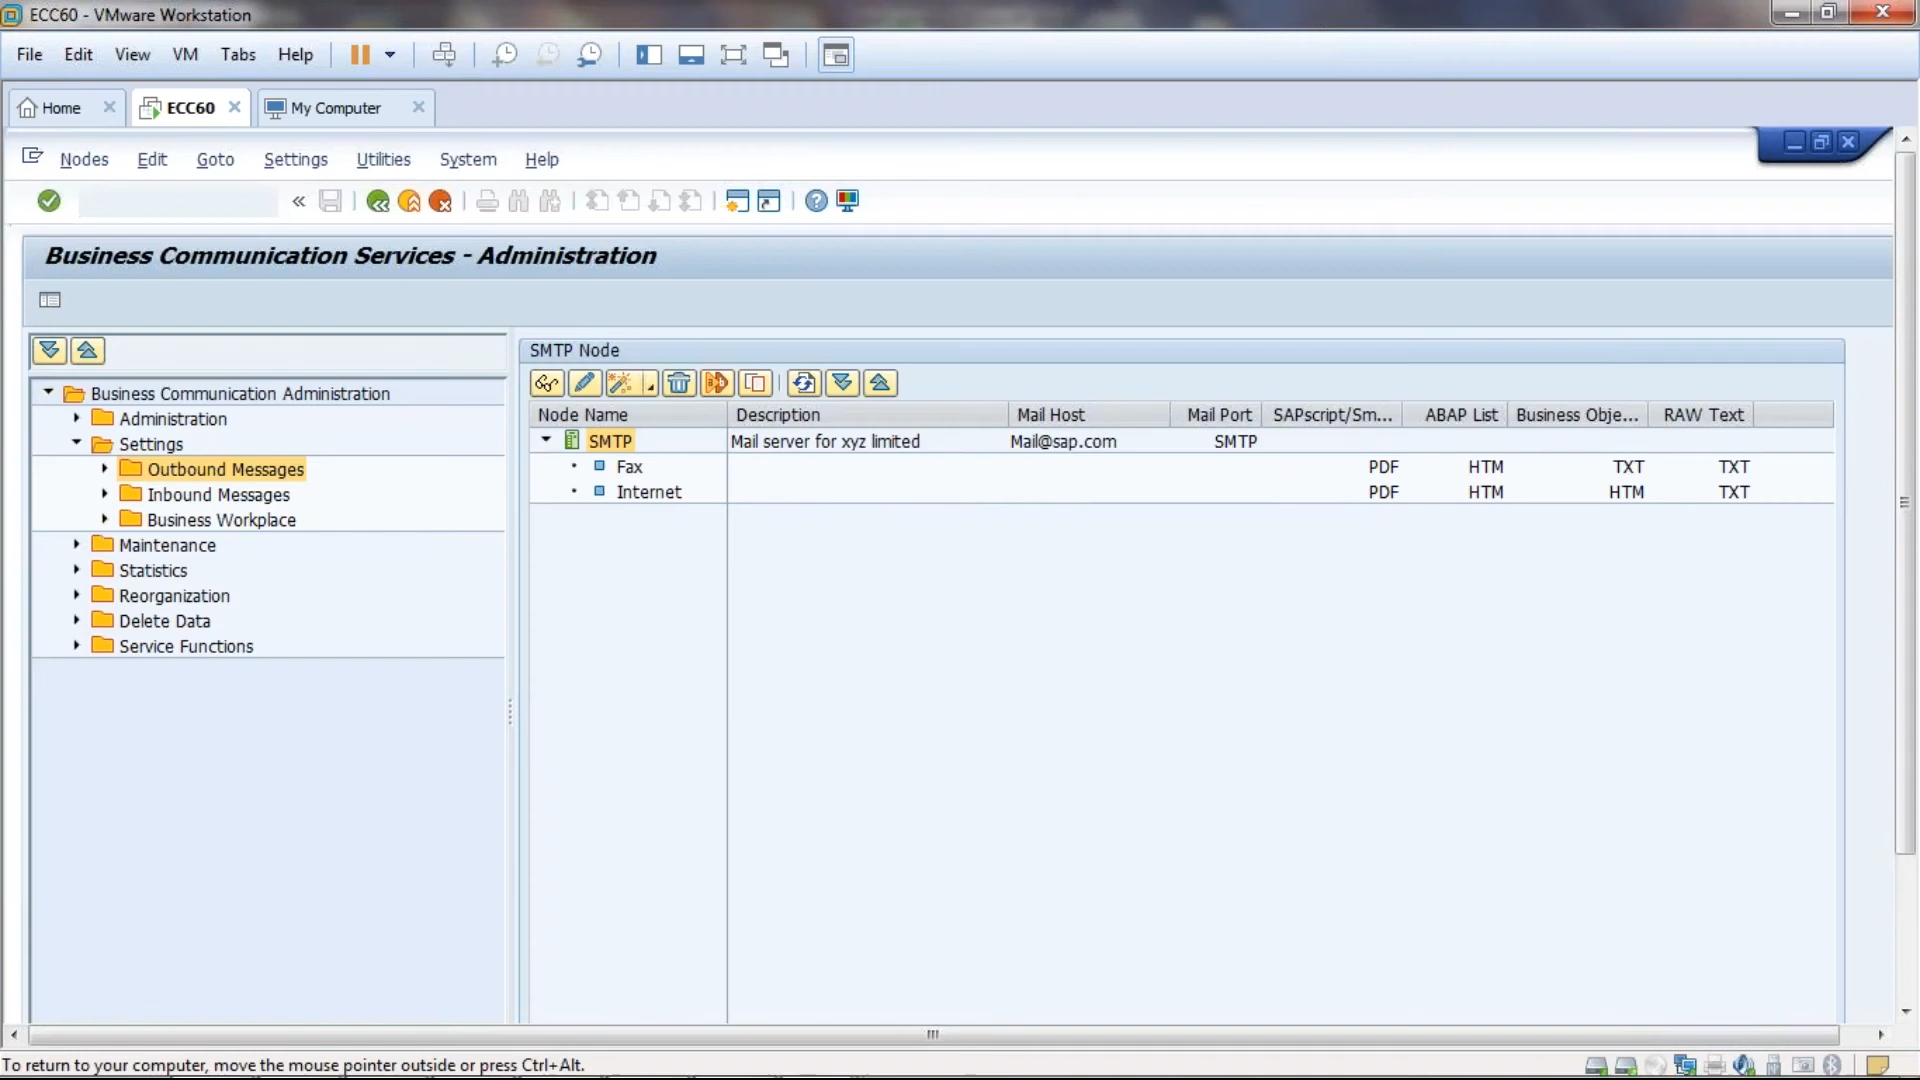 ECC60 - VMware Workstation
File Edit View VM Tabs Help
Home ECC60 My Computer
Nodes Edit Goto Settings Utilities System Help
Business Communication Services - Administration
SMTP Node
Business Communication Administration
Administration
Settings
Outbound Messages
Inbound Messages
Business Workplace
Maintenance
Statistics
Reorganization
Delete Data
Service Functions
Node Name Description Mail Host Mail Port SAPscript/Sm... ABAP List Business Obje... RAW Text
SMTP Mail server for xyz limited Mail@sap.com SMTP
Fax PDF HTM TXT TXT
Internet PDF HTM HTM TXT
To return to your computer, move the mouse pointer outside or press Ctrl+Alt.